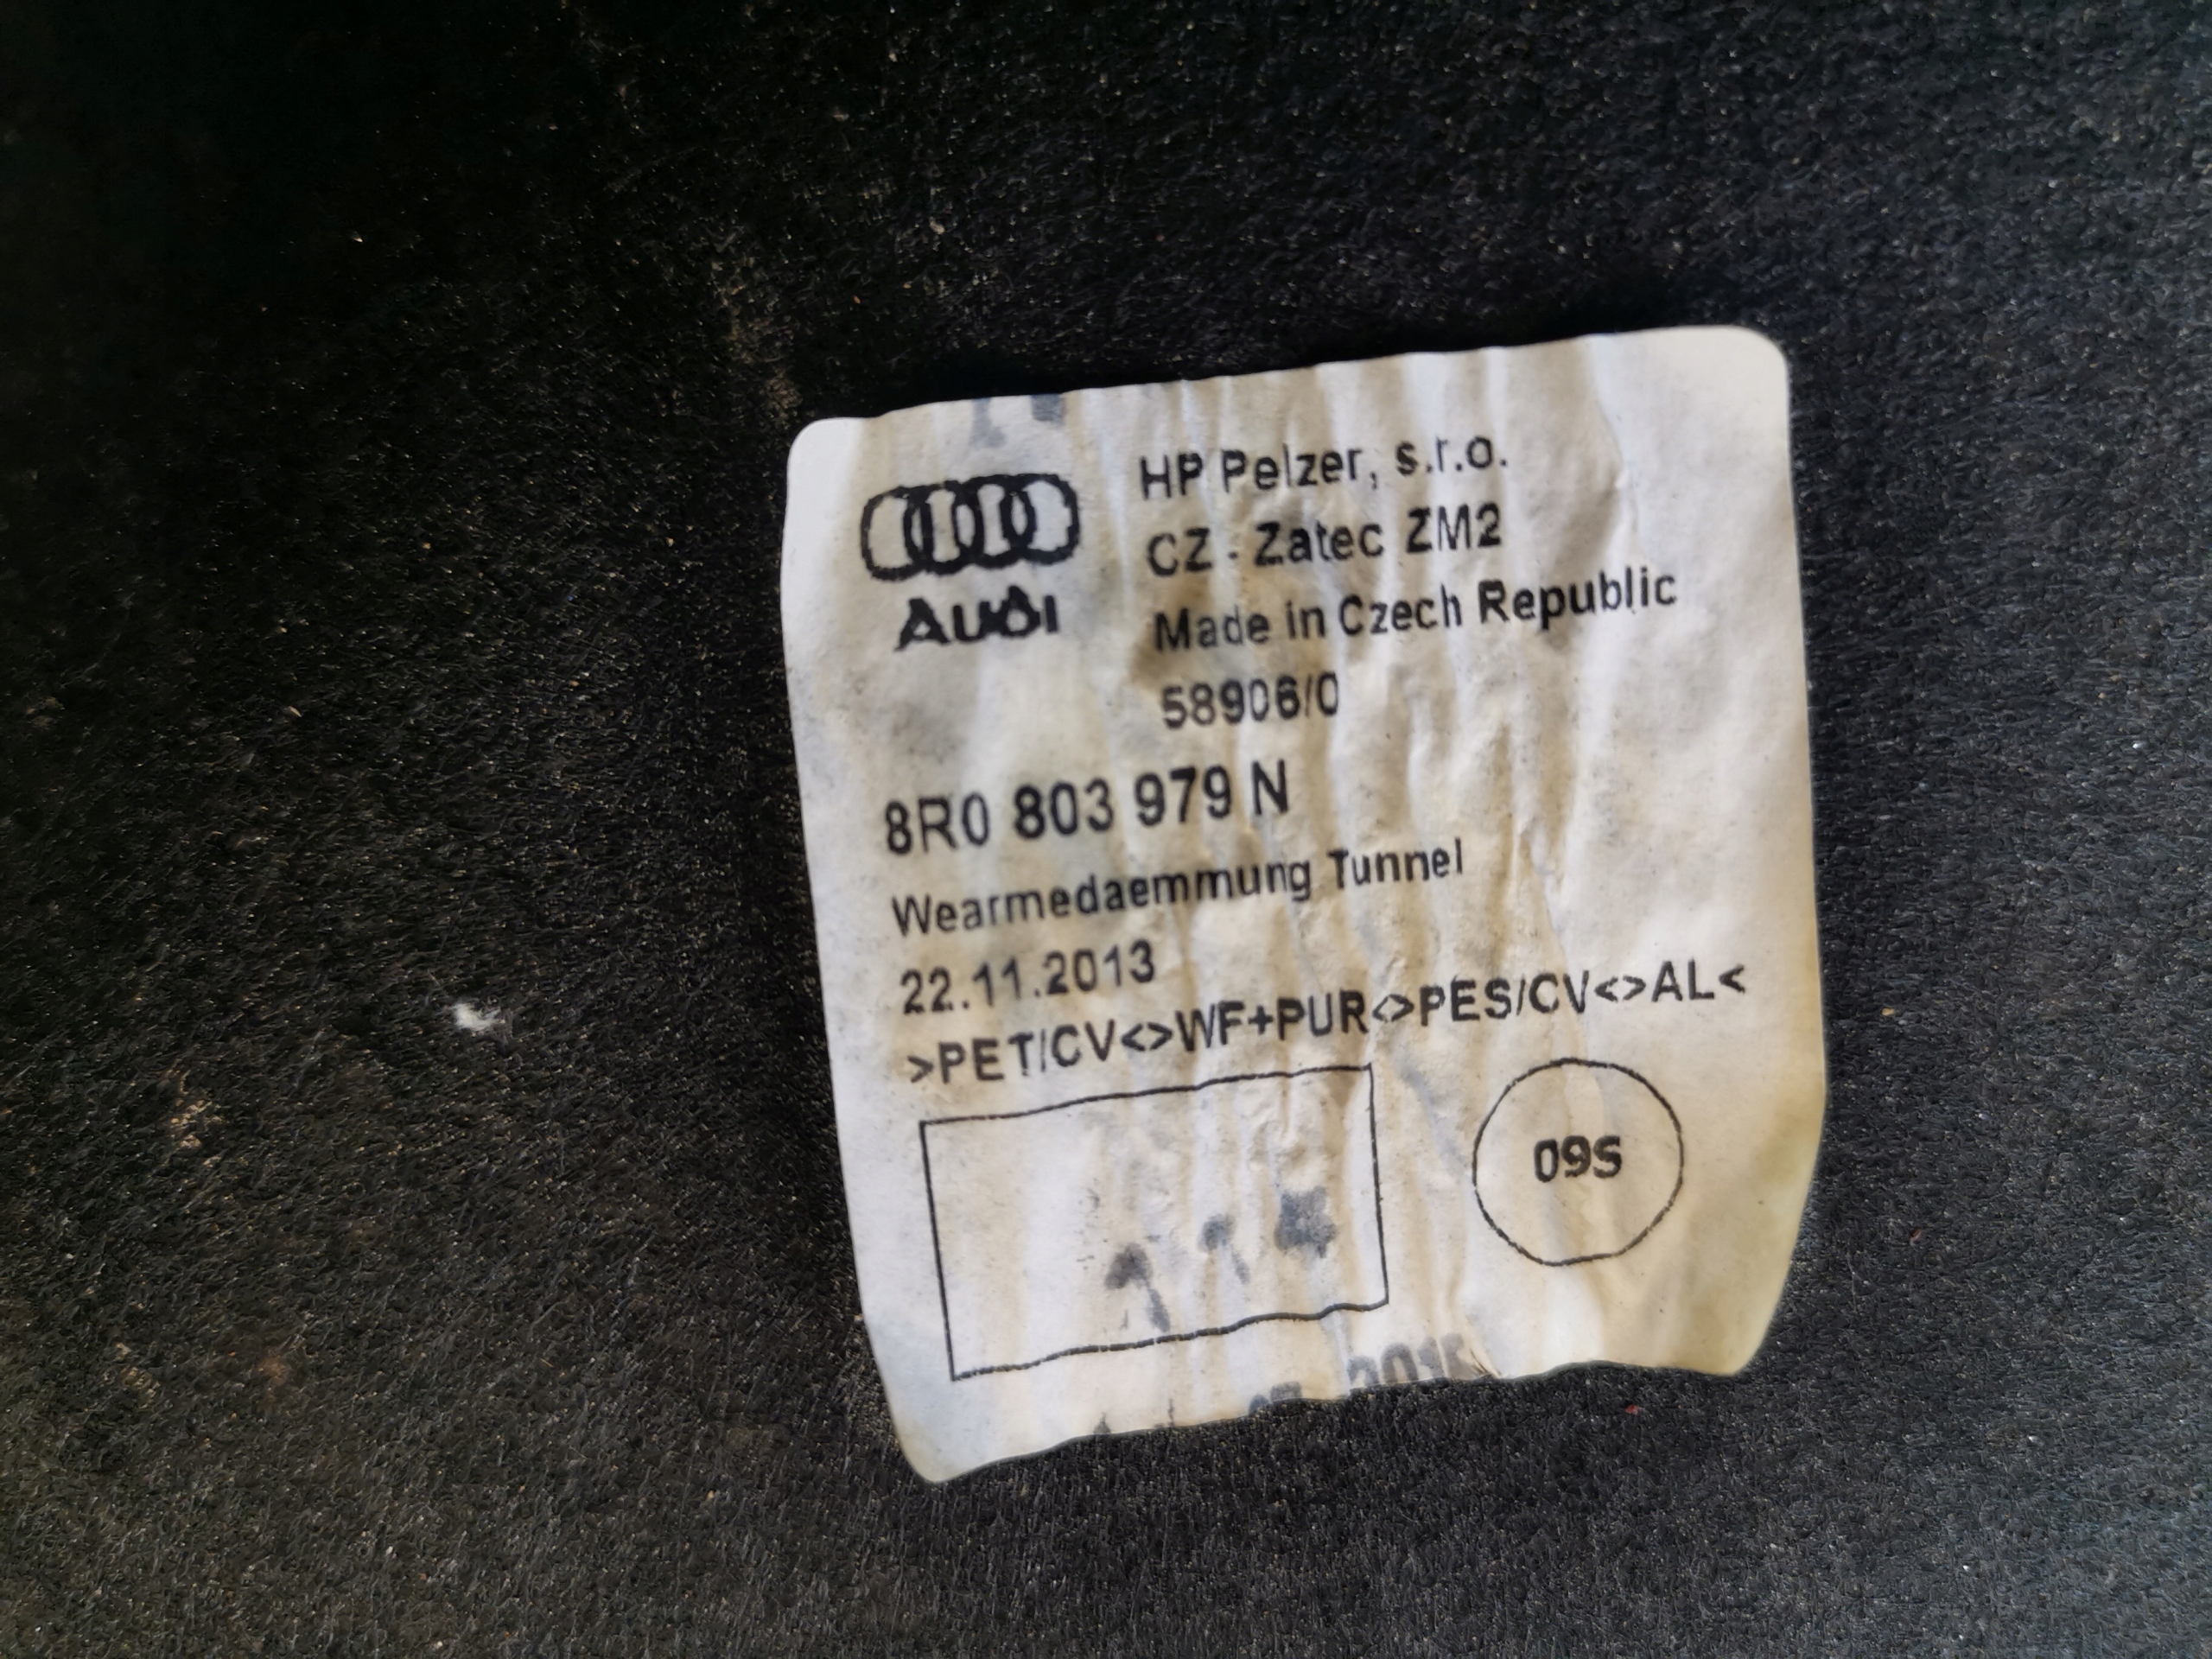 HP Pelzer, s.r.o.
CZ - Zatec ZM2
Made in Czech Republic
AUDI
58906/0
8R0 803 979 N
Wearmedaemmung Tunnel
22.11.2013
>PET/CV<>WF+PUR<>PES/CV<>AL<
09S